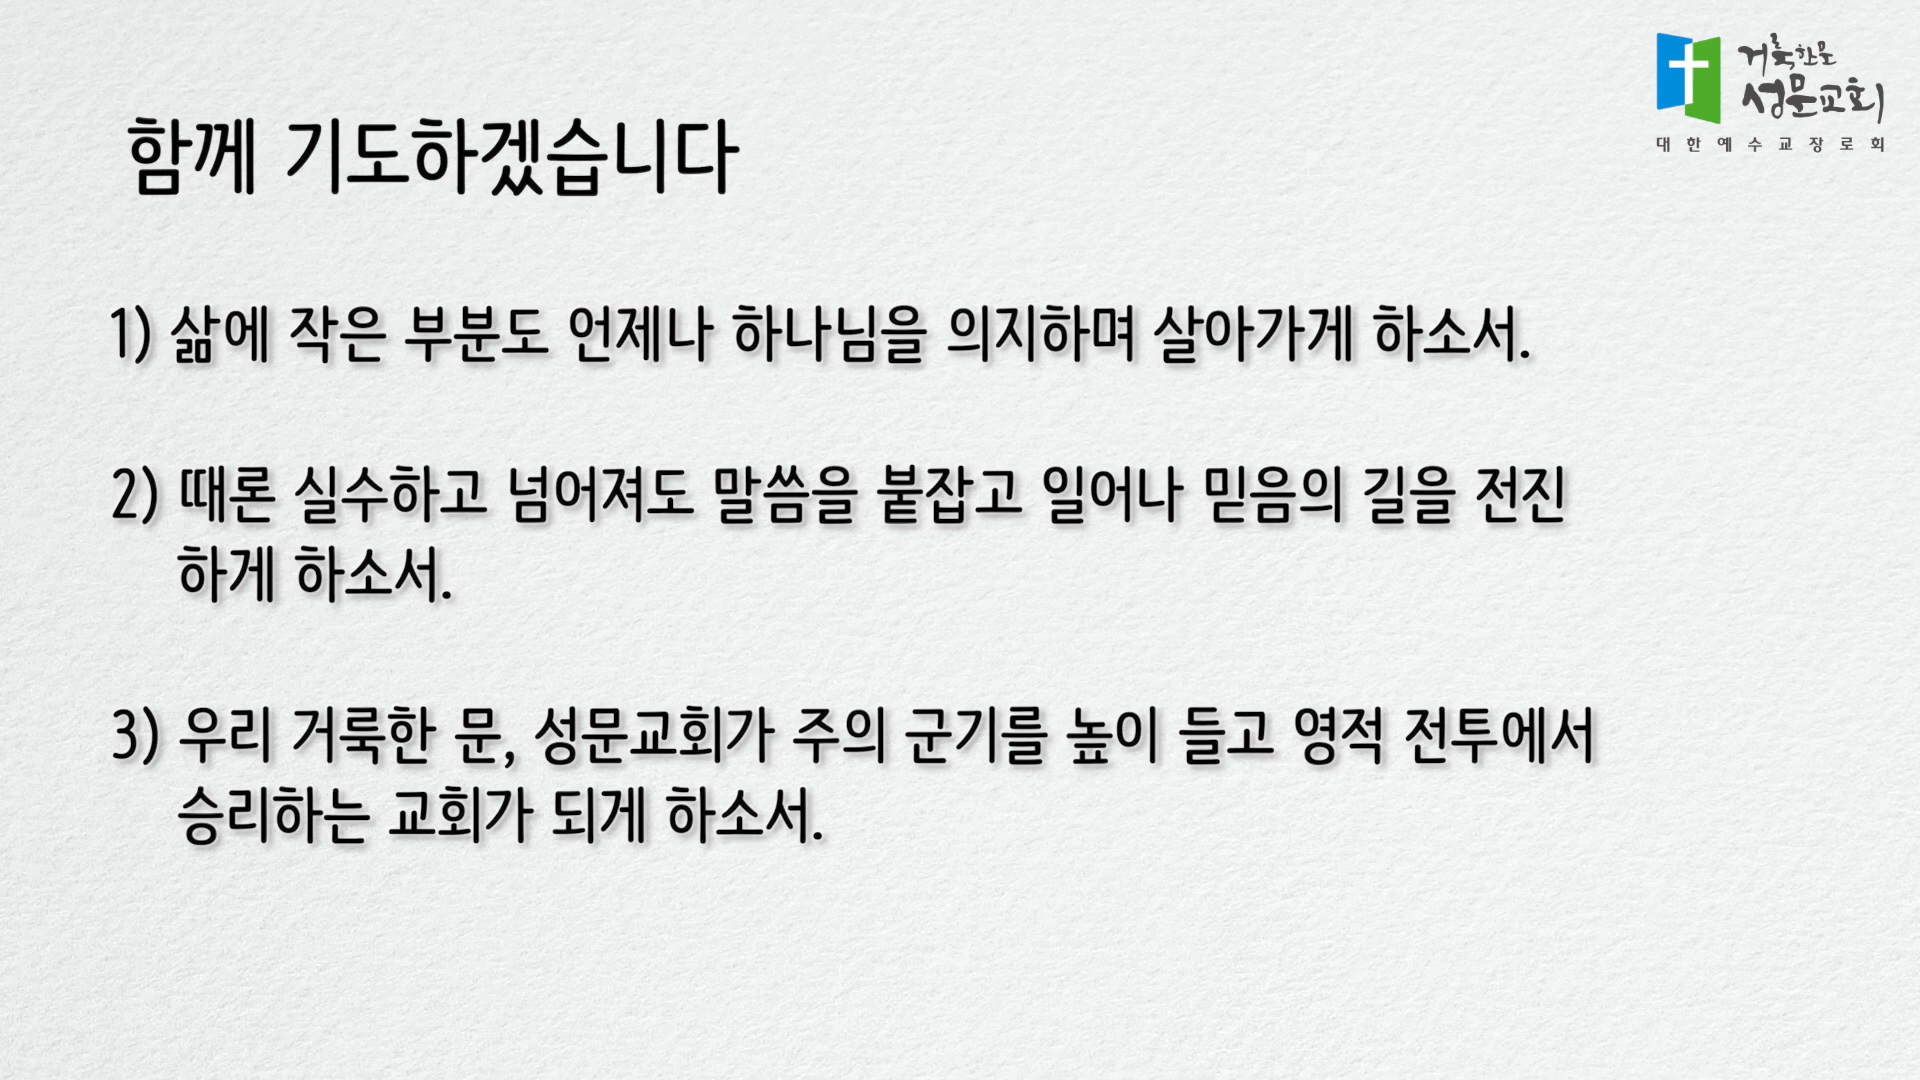 거룩한문
성문교회
대한예수교장로회
함께 기도하겠습니다
1) 삶에 작은 부분도 언제나 하나님을 의지하며 살아가게 하소서.
2) 때론 실수하고 넘어져도 말씀을 붙잡고 일어나 믿음의 길을 전진
하게 하소서.
3) 우리 거룩한 문, 성문교회가 주의 군기를 높이 들고 영적 전투에서
승리하는 교회가 되게 하소서.